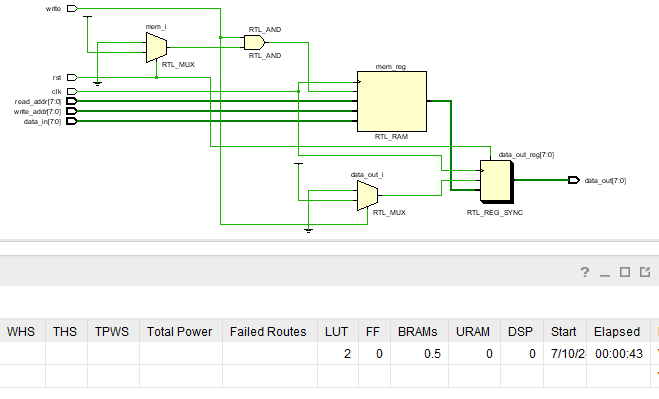 write
mem_i
RTL_AND
RTL_AND
RTL_MUX
mem_reg
rst
clk
read_addr[7:0]
write_addr[7:0]
data_in[7:0]
RTL_RAM
data_out_reg[7:0]
data_out_i
data_out[7:0]
RTL_MUX
RTL_REG_SYNC
?
WHS THS TPWS Total Power Failed Routes LUT FF BRAMs URAM DSP Start Elapsed
2 0 0.5 0 0 7/10/2 00:00:43